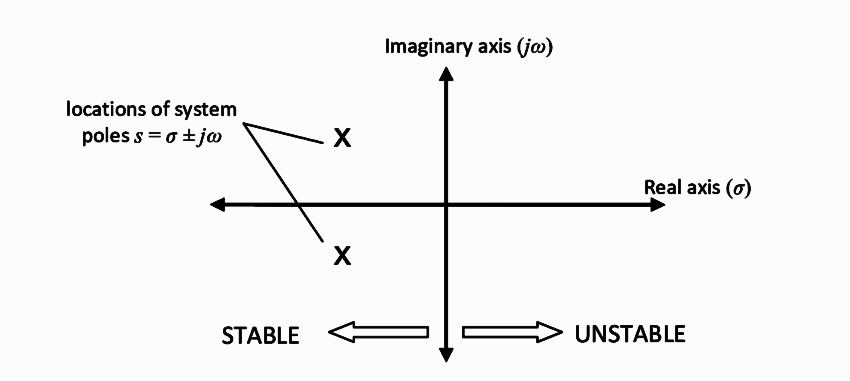 Imaginary axis (jω)
locations of system
poles s = σ ± jω
X
Real axis (σ)
X
STABLE
UNSTABLE